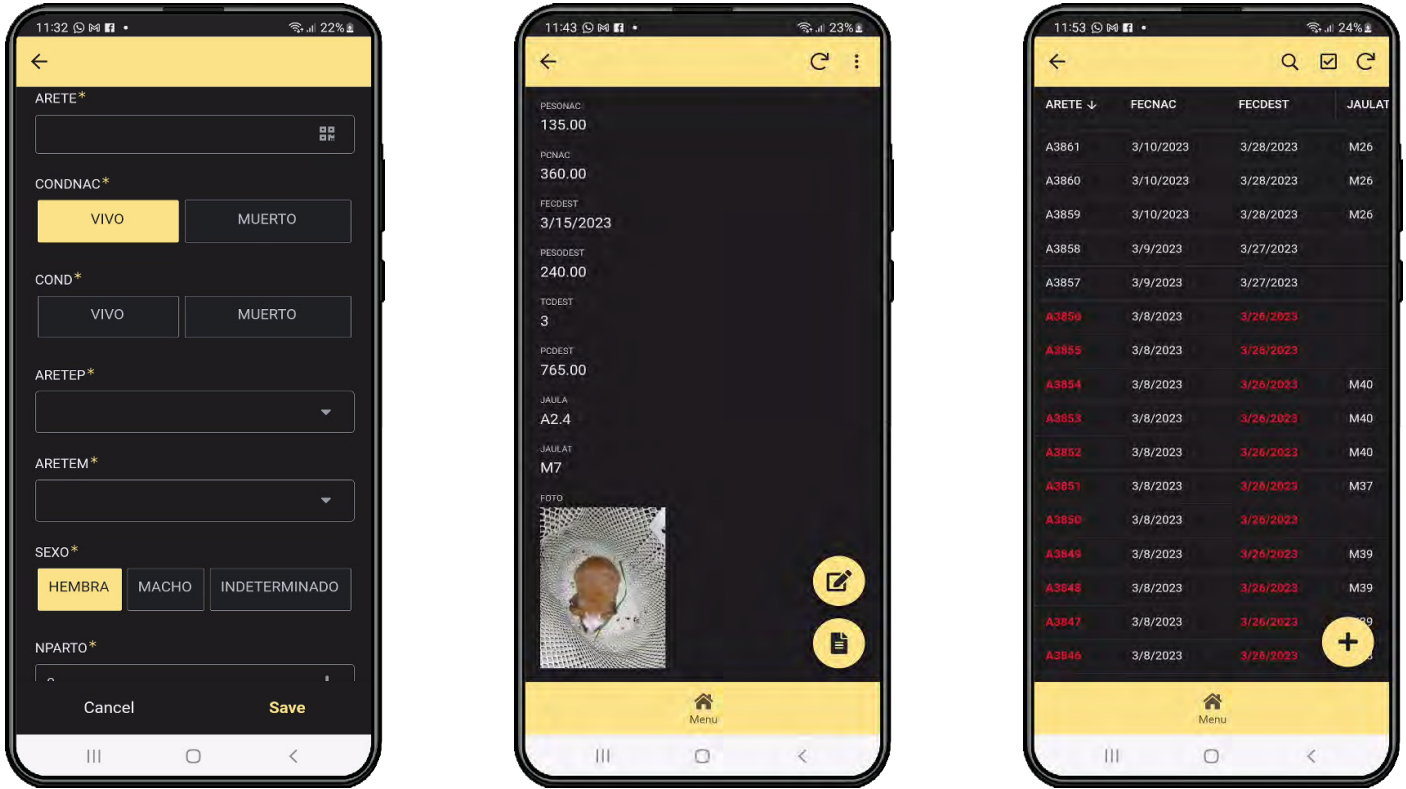 11:32 22%
ARETE*
CONDNAC*
VIVO MUERTO
COND*
VIVO MUERTO
ARETEP*
ARETEM*
SEXO*
HEMBRA MACHO INDETERMINADO
NPARTO*
Cancel Save
11:43 23%
PESONAC
135.00
PCNAC
360.00
FECDEST
3/15/2023
PESODEST
240.00
TCDEST
3
PCDEST
765.00
JAULA
A2.4
JAULAT
M7
FOTO
Menu
11:53 24%
ARETE ↓ FECNAC FECDEST JAULAT
A3861 3/10/2023 3/28/2023 M26
A3860 3/10/2023 3/28/2023 M26
A3859 3/10/2023 3/28/2023 M26
A3858 3/9/2023 3/27/2023
A3857 3/9/2023 3/27/2023
3/8/2023 3/26/2023
A3855 3/8/2023 3/26/2023
A3854 3/8/2023 3/26/2023 M40
A3853 3/8/2023 3/26/2023 M40
A3852 3/8/2023 3/26/2023 M40
A3851 3/8/2023 3/26/2023 M37
A3850 3/8/2023 3/26/2023
A3849 3/8/2023 3/26/2023 M39
A3848 3/8/2023 3/26/2023 M39
A3847 3/8/2023 3/26/2023
A3846 3/8/2023 3/26/2023
Menu